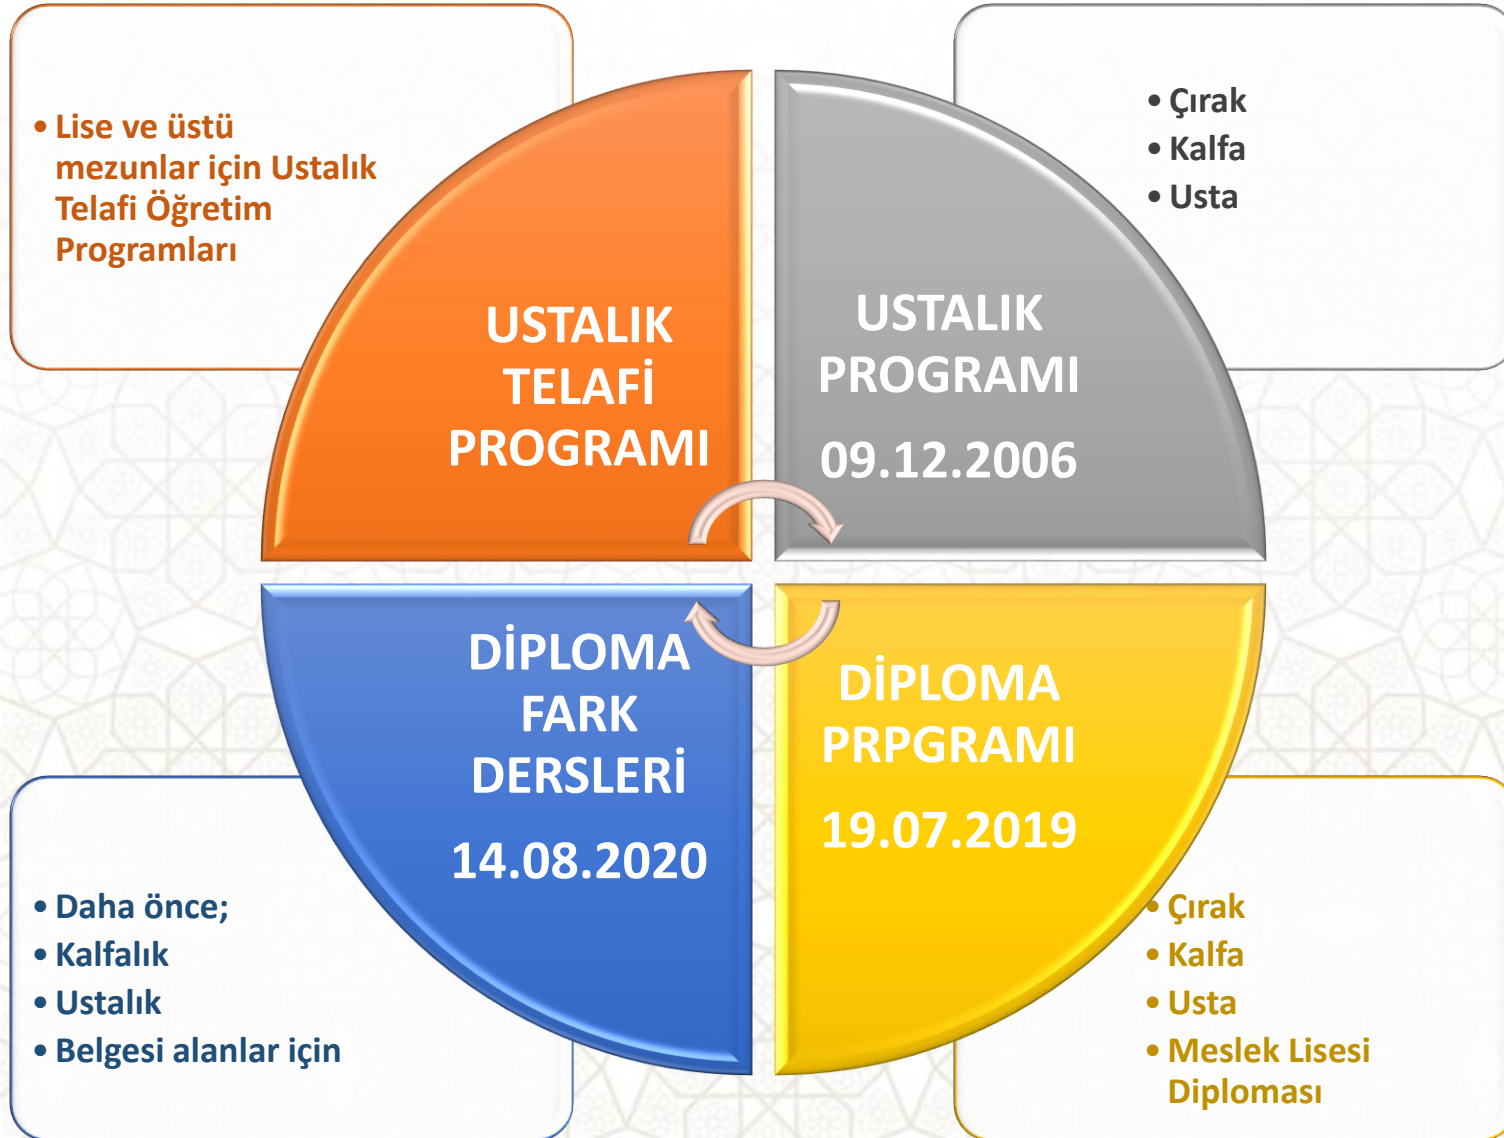 • Lise ve üstü
mezunlar için Ustalık
Telafi Öğretim
Programları
USTALIK
TELAFİ
PROGRAMI
• Çırak
• Kalfa
• Usta
USTALIK
PROGRAMI
09.12.2006
DİPLOMA
FARK
DERSLERİ
14.08.2020
• Daha önce;
• Kalfalık
• Ustalık
• Belgesi alanlar için
DİPLOMA
PRPGRAMI
19.07.2019
• Çırak
• Kalfa
• Usta
• Meslek Lisesi
Diploması